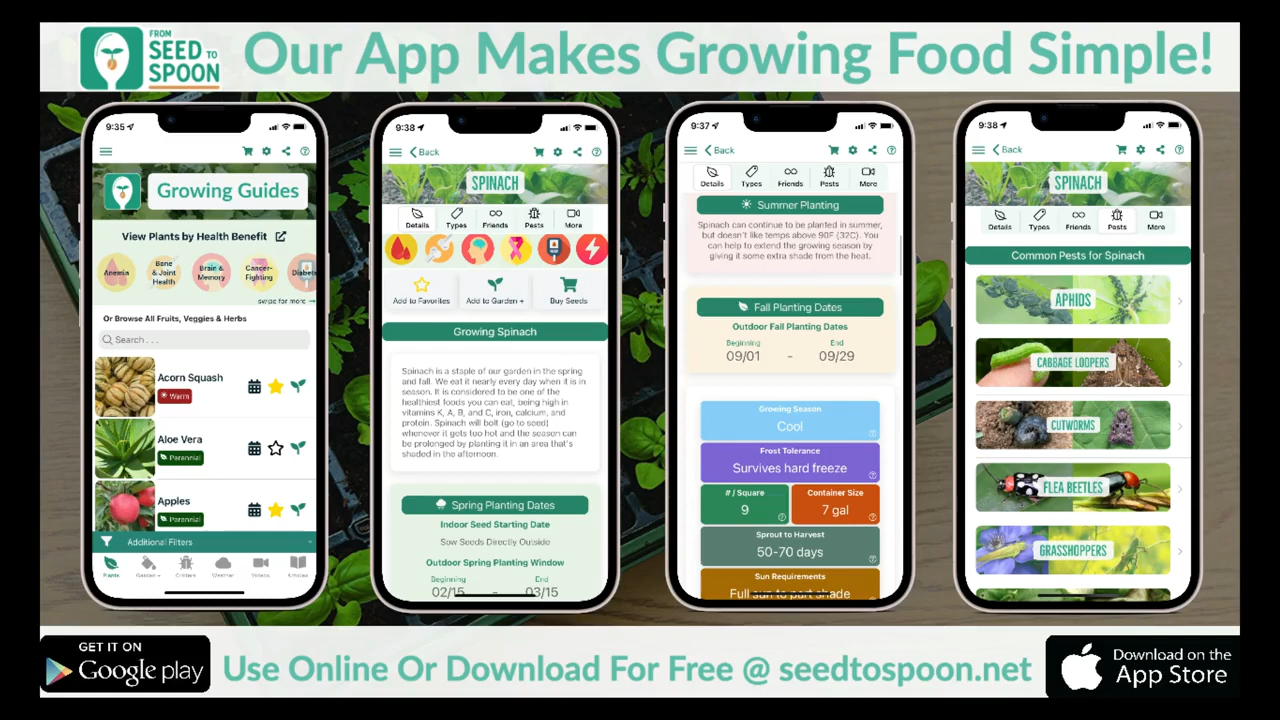 FROM
SEED TO
SPOON
Our App Makes Growing Food Simple!
9:35
Growing Guides
View Plants by Health Benefit
Anemia
Bone
& Joint
Health
Brain &
Memory
Cancer-
Fighting
Diabet
swipe for more →
Or Browse All Fruits, Veggies & Herbs
Search . . .
Acorn Squash
Warm
Aloe Vera
Perennial
Apples
Perennial
Additional Filters
Plants
Garden
Critters
Weather
Videos
Articles
9:38
Back
SPINACH
Details
Types
Friends
Pests
More
Add to Favorites
Add to Garden +
Buy Seeds
Growing Spinach
Spinach is a staple of our garden in the spring
and fall. We eat it nearly every day when it is in
season. It is considered to be one of the
healthiest foods you can eat, being high in
vitamins K, A, B, and C, iron, calcium, and
protein. Spinach will bolt (go to seed)
whenever it gets too hot and the season can
be prolonged by planting it in an area that's
shaded in the afternoon.
Spring Planting Dates
Indoor Seed Starting Date
Sow Seeds Directly Outside
Outdoor Spring Planting Window
Beginning
End
02/15 - 03/15
9:37
Back
Details
Types
Friends
Pests
More
Summer Planting
Spinach can continue to be planted in summer,
but doesn't like temps above 90F (32C). You
can help to extend the growing season by
giving it some extra shade from the heat.
Fall Planting Dates
Outdoor Fall Planting Dates
Beginning
End
09/01 - 09/29
Growing Season
Cool
Frost Tolerance
Survives hard freeze
# / Square
9
Container Size
7 gal
Sprout to Harvest
50-70 days
Sun Requirements
Full sun to part shade
9:38
Back
SPINACH
Details
Types
Friends
Pests
More
Common Pests for Spinach
APHIDS
CABBAGE LOOPERS
CUTWORMS
FLEA BEETLES
GRASSHOPPERS
GET IT ON
Google play
Use Online Or Download For Free @ seedtospoon.net
Download on the
App Store